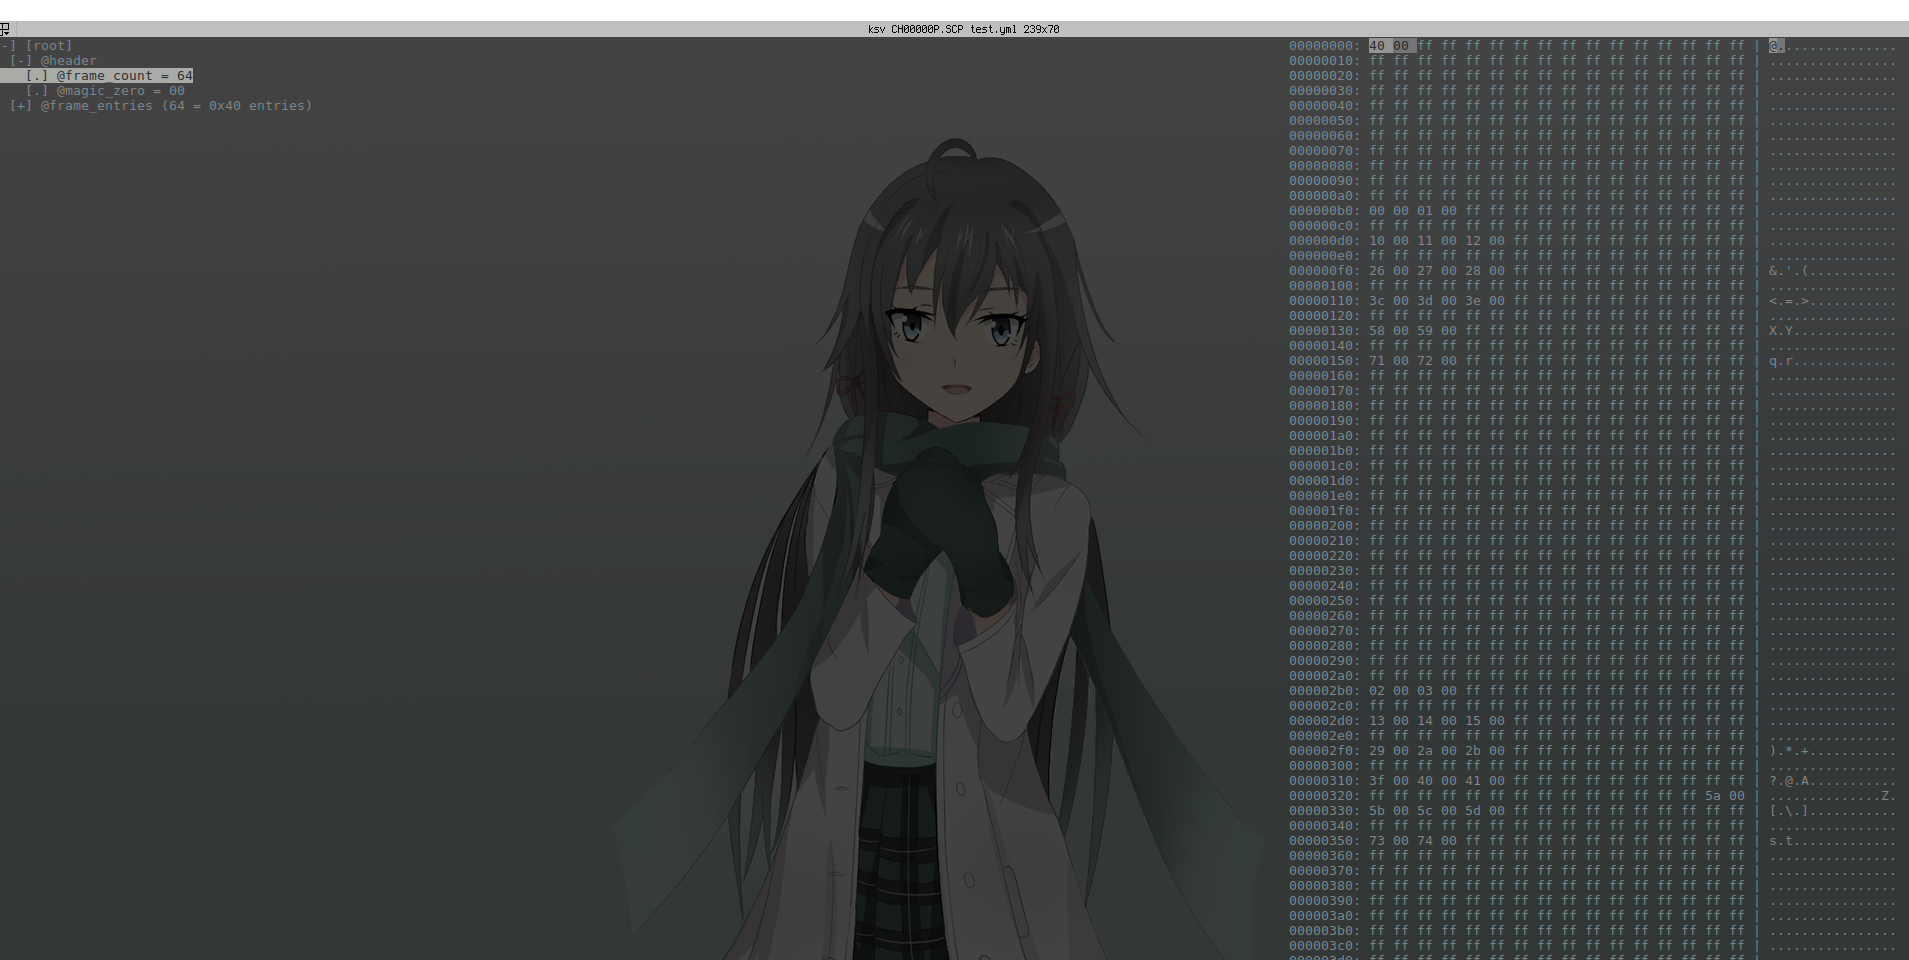 ksv CH00000P.SCP test.yml 239x70
-] [root]
[-] @header
[.] @frame_count = 64
[.] @magic_zero = 00
[+] @frame_entries (64 = 0x40 entries)
00000000: 40 00 ff ff ff ff ff ff ff ff ff ff ff ff ff ff | @...............
00000010: ff ff ff ff ff ff ff ff ff ff ff ff ff ff ff ff | ................
00000020: ff ff ff ff ff ff ff ff ff ff ff ff ff ff ff ff | ................
00000030: ff ff ff ff ff ff ff ff ff ff ff ff ff ff ff ff | ................
00000040: ff ff ff ff ff ff ff ff ff ff ff ff ff ff ff ff | ................
00000050: ff ff ff ff ff ff ff ff ff ff ff ff ff ff ff ff | ................
00000060: ff ff ff ff ff ff ff ff ff ff ff ff ff ff ff ff | ................
00000070: ff ff ff ff ff ff ff ff ff ff ff ff ff ff ff ff | ................
00000080: ff ff ff ff ff ff ff ff ff ff ff ff ff ff ff ff | ................
00000090: ff ff ff ff ff ff ff ff ff ff ff ff ff ff ff ff | ................
000000a0: ff ff ff ff ff ff ff ff ff ff ff ff ff ff ff ff | ................
000000b0: 00 00 01 00 ff ff ff ff ff ff ff ff ff ff ff ff | ................
000000c0: ff ff ff ff ff ff ff ff ff ff ff ff ff ff ff ff | ................
000000d0: 10 00 11 00 12 00 ff ff ff ff ff ff ff ff ff ff | ................
000000e0: ff ff ff ff ff ff ff ff ff ff ff ff ff ff ff ff | ................
000000f0: 26 00 27 00 28 00 ff ff ff ff ff ff ff ff ff ff | &.'.(...........
00000100: ff ff ff ff ff ff ff ff ff ff ff ff ff ff ff ff | ................
00000110: 3c 00 3d 00 3e 00 ff ff ff ff ff ff ff ff ff ff | <.=.>...........
00000120: ff ff ff ff ff ff ff ff ff ff ff ff ff ff ff ff | ................
00000130: 58 00 59 00 ff ff ff ff ff ff ff ff ff ff ff ff | X.Y.............
00000140: ff ff ff ff ff ff ff ff ff ff ff ff ff ff ff ff | ................
00000150: 71 00 72 00 ff ff ff ff ff ff ff ff ff ff ff ff | q.r.............
00000160: ff ff ff ff ff ff ff ff ff ff ff ff ff ff ff ff | ................
00000170: ff ff ff ff ff ff ff ff ff ff ff ff ff ff ff ff | ................
00000180: ff ff ff ff ff ff ff ff ff ff ff ff ff ff ff ff | ................
00000190: ff ff ff ff ff ff ff ff ff ff ff ff ff ff ff ff | ................
000001a0: ff ff ff ff ff ff ff ff ff ff ff ff ff ff ff ff | ................
000001b0: ff ff ff ff ff ff ff ff ff ff ff ff ff ff ff ff | ................
000001c0: ff ff ff ff ff ff ff ff ff ff ff ff ff ff ff ff | ................
000001d0: ff ff ff ff ff ff ff ff ff ff ff ff ff ff ff ff | ................
000001e0: ff ff ff ff ff ff ff ff ff ff ff ff ff ff ff ff | ................
000001f0: ff ff ff ff ff ff ff ff ff ff ff ff ff ff ff ff | ................
00000200: ff ff ff ff ff ff ff ff ff ff ff ff ff ff ff ff | ................
00000210: ff ff ff ff ff ff ff ff ff ff ff ff ff ff ff ff | ................
00000220: ff ff ff ff ff ff ff ff ff ff ff ff ff ff ff ff | ................
00000230: ff ff ff ff ff ff ff ff ff ff ff ff ff ff ff ff | ................
00000240: ff ff ff ff ff ff ff ff ff ff ff ff ff ff ff ff | ................
00000250: ff ff ff ff ff ff ff ff ff ff ff ff ff ff ff ff | ................
00000260: ff ff ff ff ff ff ff ff ff ff ff ff ff ff ff ff | ................
00000270: ff ff ff ff ff ff ff ff ff ff ff ff ff ff ff ff | ................
00000280: ff ff ff ff ff ff ff ff ff ff ff ff ff ff ff ff | ................
00000290: ff ff ff ff ff ff ff ff ff ff ff ff ff ff ff ff | ................
000002a0: ff ff ff ff ff ff ff ff ff ff ff ff ff ff ff ff | ................
000002b0: 02 00 03 00 ff ff ff ff ff ff ff ff ff ff ff ff | ................
000002c0: ff ff ff ff ff ff ff ff ff ff ff ff ff ff ff ff | ................
000002d0: 13 00 14 00 15 00 ff ff ff ff ff ff ff ff ff ff | ................
000002e0: ff ff ff ff ff ff ff ff ff ff ff ff ff ff ff ff | ................
000002f0: 29 00 2a 00 2b 00 ff ff ff ff ff ff ff ff ff ff | ).*.+...........
00000300: ff ff ff ff ff ff ff ff ff ff ff ff ff ff ff ff | ................
00000310: 3f 00 40 00 41 00 ff ff ff ff ff ff ff ff ff ff | ?.@.A...........
00000320: ff ff ff ff ff ff ff ff ff ff ff ff ff ff 5a 00 | ..............Z.
00000330: 5b 00 5c 00 5d 00 ff ff ff ff ff ff ff ff ff ff | [.\.]...........
00000340: ff ff ff ff ff ff ff ff ff ff ff ff ff ff ff ff | ................
00000350: 73 00 74 00 ff ff ff ff ff ff ff ff ff ff ff ff | s.t.............
00000360: ff ff ff ff ff ff ff ff ff ff ff ff ff ff ff ff | ................
00000370: ff ff ff ff ff ff ff ff ff ff ff ff ff ff ff ff | ................
00000380: ff ff ff ff ff ff ff ff ff ff ff ff ff ff ff ff | ................
00000390: ff ff ff ff ff ff ff ff ff ff ff ff ff ff ff ff | ................
000003a0: ff ff ff ff ff ff ff ff ff ff ff ff ff ff ff ff | ................
000003b0: ff ff ff ff ff ff ff ff ff ff ff ff ff ff ff ff | ................
000003c0: ff ff ff ff ff ff ff ff ff ff ff ff ff ff ff ff | ................